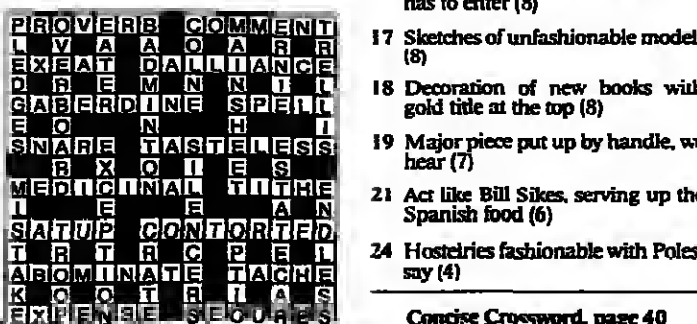 PROVERB COMMENT
L V A O A R R
EXEAT DALLIANCE
D R E M N N I L
GABERDINE SPELL
E O N H I
SNARE TASTELESS
R X O I E S
MEDICINAL TITHE
I E E A N
SATUP CONTORTED
T R T R C P E L
ABOMINATE TACHE
K O O T R I A S
EXPENSE SECURES
has to enter (8)
17 Sketches of unfashionable model
(8)
18 Decoration of new books with
gold title at the top (8)
19 Major piece put up by handle, we
hear (7)
21 Act like Bill Sikes, serving up the
Spanish food (6)
24 Hostelries fashionable with Poles,
say (4)
Concise Crossword, page 40